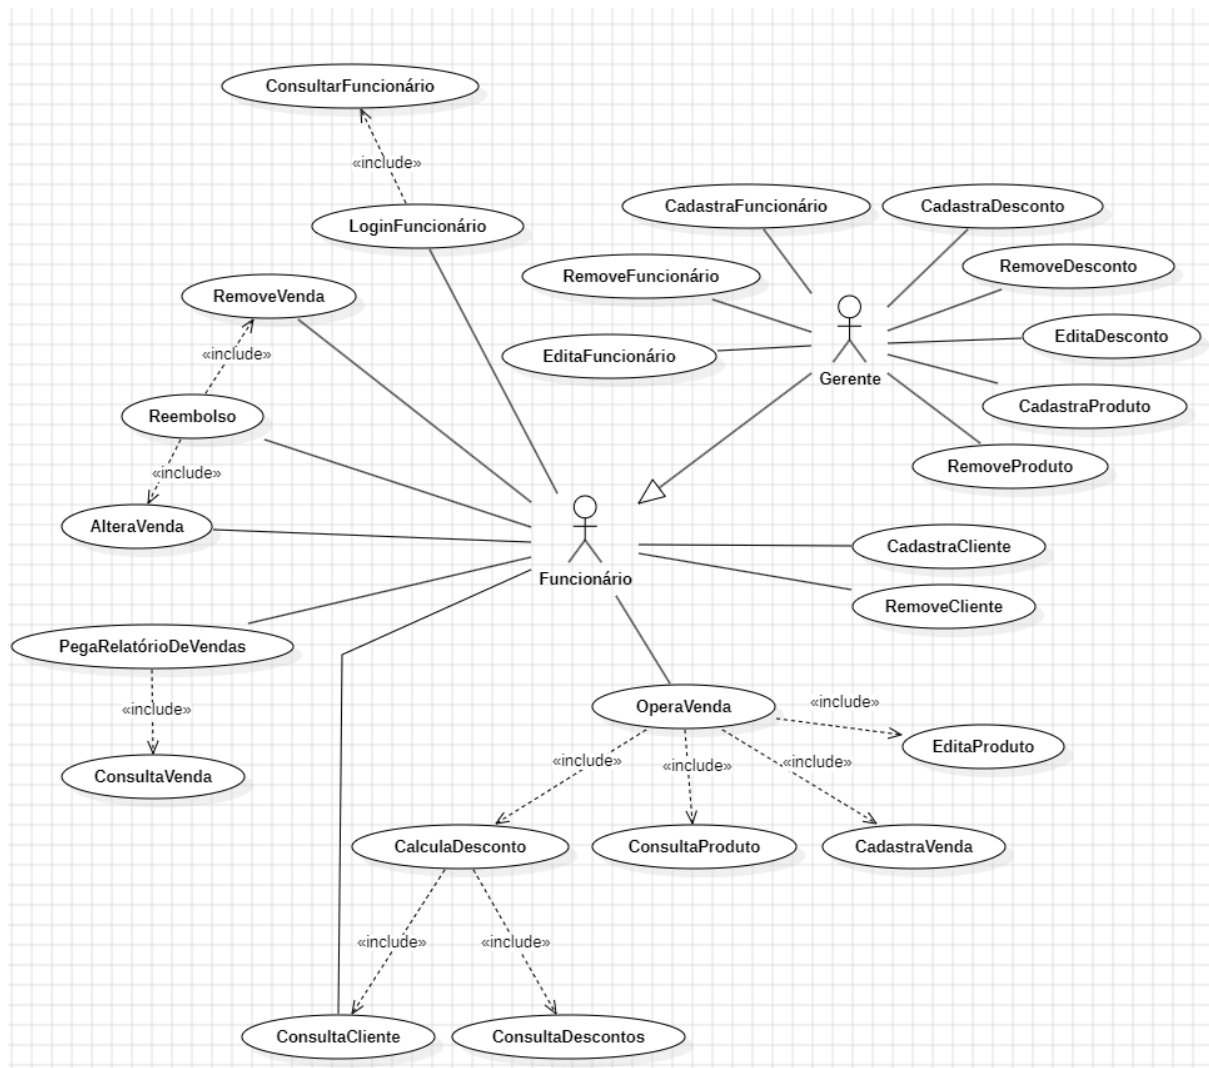 ConsultarFuncionário
«include»
LoginFuncionário
CadastraFuncionário
CadastraDesconto
RemoveFuncionário
RemoveDesconto
RemoveVenda
EditaDesconto
«include»
EditaFuncionário
Gerente
Reembolso
CadastraProduto
«include»
RemoveProduto
AlteraVenda
CadastraCliente
Funcionário
RemoveCliente
PegaRelatórioDeVendas
«include»
OperaVenda
«include»
EditaProduto
ConsultaVenda
«include»
«include»
«include»
CalculaDesconto
ConsultaProduto
CadastraVenda
«include»
«include»
ConsultaCliente
ConsultaDescontos